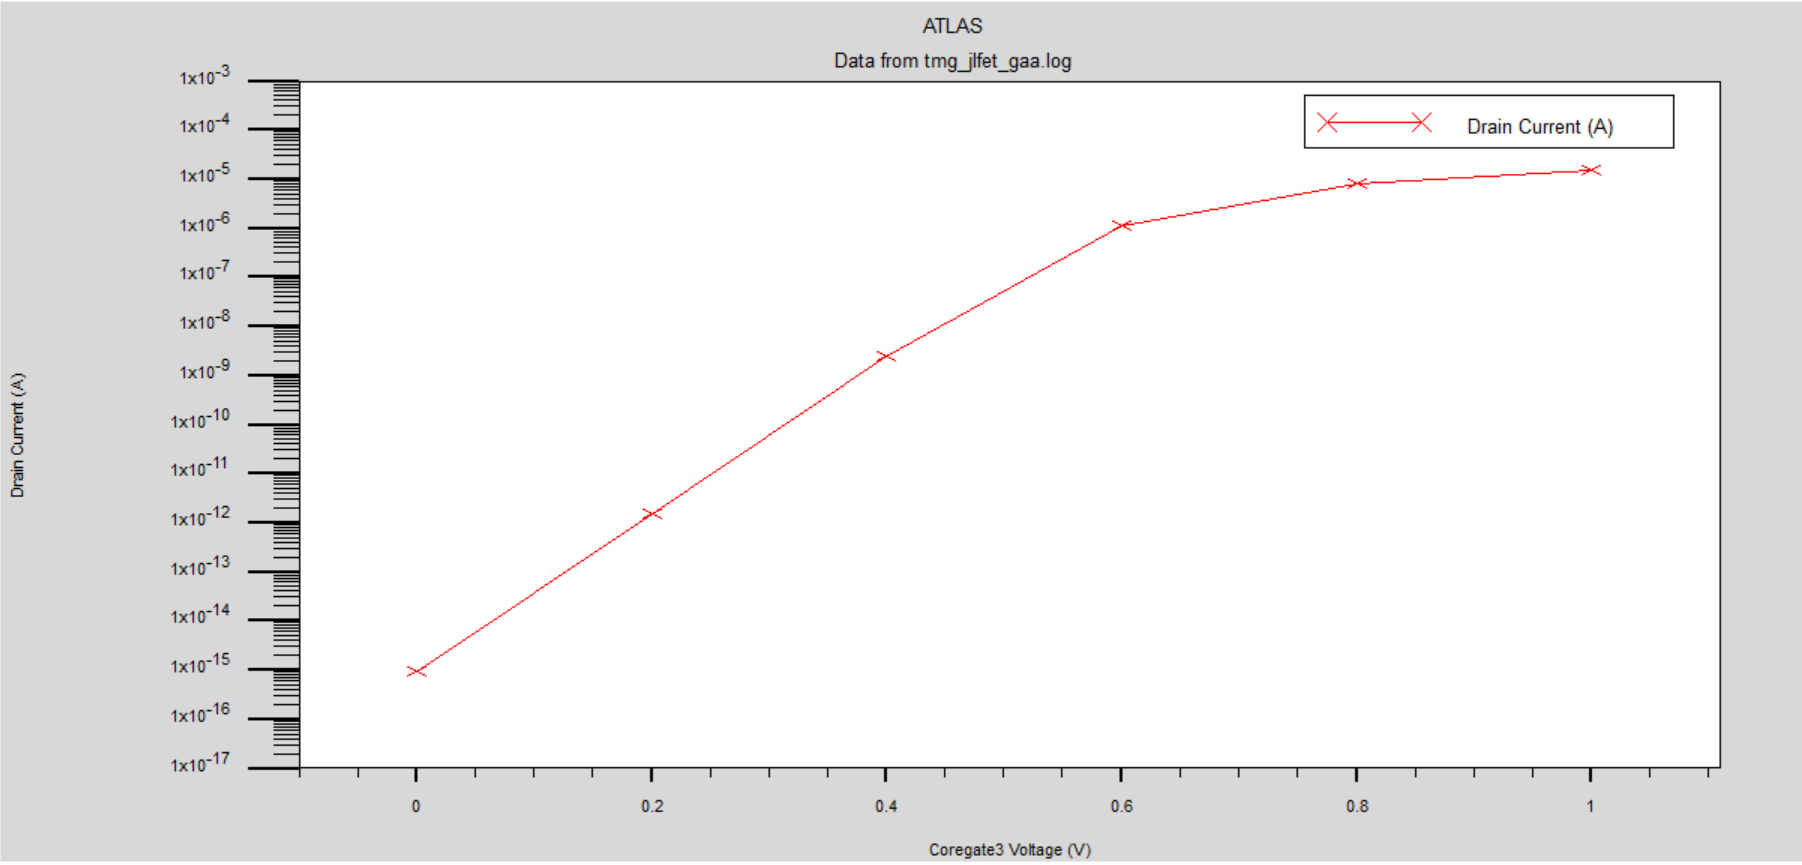 ATLAS
Data from tmg_jlfet_gaa.log
1x10-3
1x10-4
1x10-5
1x10-6
1x10-7
1x10-8
1x10-9
1x10-10
1x10-11
1x10-12
1x10-13
1x10-14
1x10-15
1x10-16
1x10-17
Drain Current (A)
Drain Current (A)
0 0.2 0.4 0.6 0.8 1
Coregate3 Voltage (V)